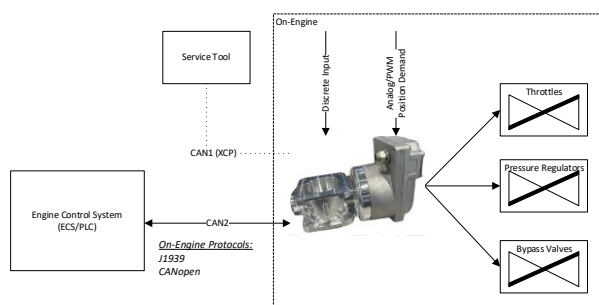 On-Engine
Service Tool
Discrete Input
Analog/PWM
Position Demand
Throttles
CAN1 (XCP)
Pressure Regulators
Engine Control System
(ECS/PLC)
CAN2
On-Engine Protocols:
J1939
CANopen
Bypass Valves